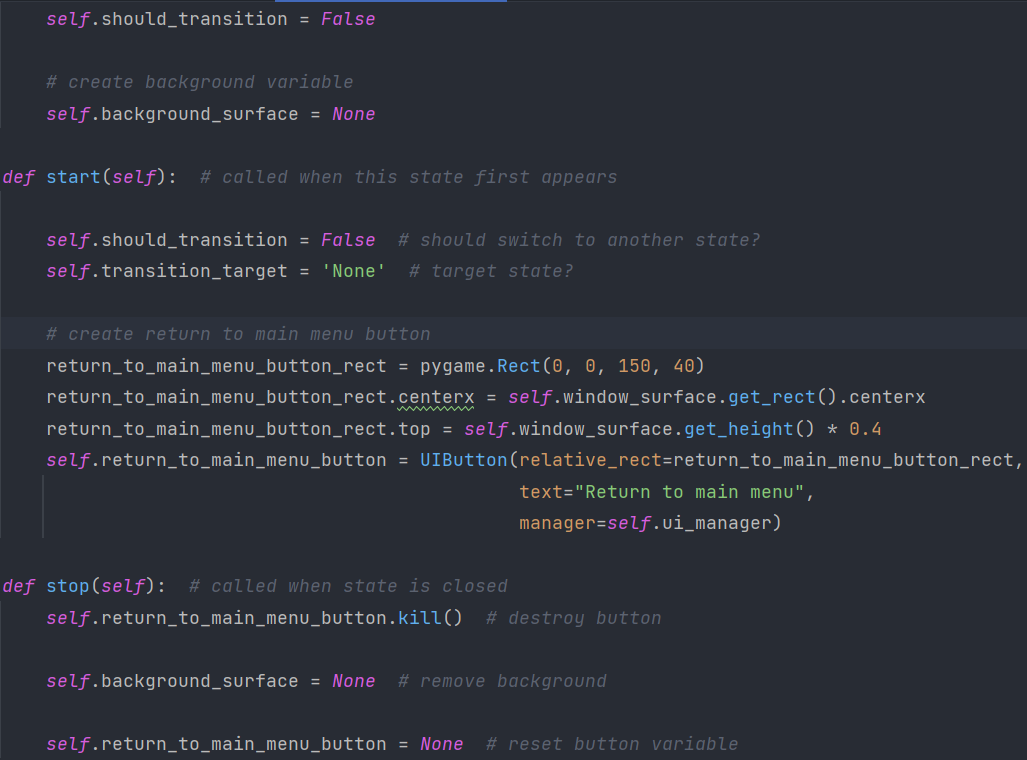 self.should_transition = False
# create background variable
self.background_surface = None
def start(self):  # called when this state first appears
self.should_transition = False  # should switch to another state?
self.transition_target = 'None'  # target state?
# create return to main menu button
return_to_main_menu_button_rect = pygame.Rect(0, 0, 150, 40)
return_to_main_menu_button_rect.centerx = self.window_surface.get_rect().centerx
return_to_main_menu_button_rect.top = self.window_surface.get_height() * 0.4
self.return_to_main_menu_button = UIButton(relative_rect=return_to_main_menu_button_rect,
text="Return to main menu",
manager=self.ui_manager)
def stop(self):  # called when state is closed
self.return_to_main_menu_button.kill()  # destroy button
self.background_surface = None  # remove background
self.return_to_main_menu_button = None  # reset button variable